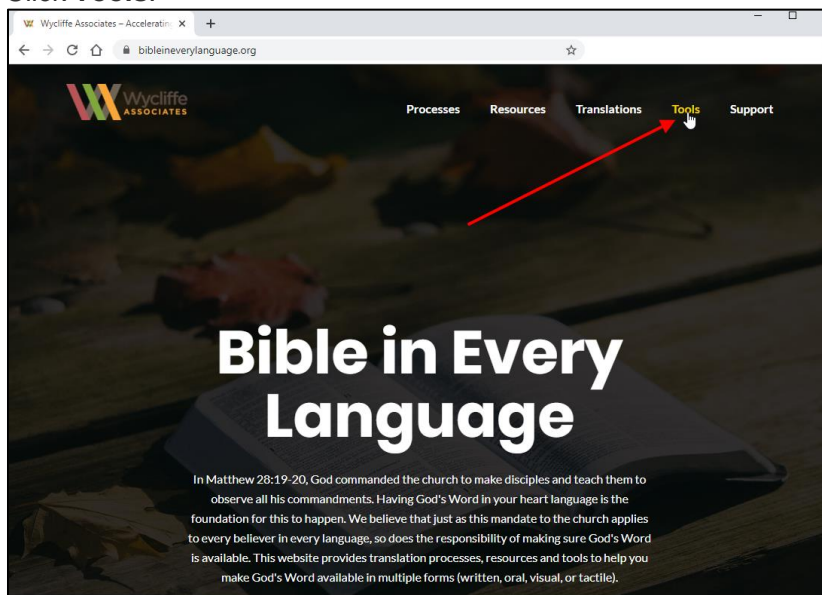 Click Tools.
Wycliffe Associates – Acceleratin
bibleineverylanguage.org
Wycliffe
ASSOCIATES
Processes Resources Translations Tools Support
Bible in Every
Language
In Matthew 28:19-20, God commanded the church to make disciples and teach them to
observe all his commandments. Having God's Word in your heart language is the
foundation for this to happen. We believe that just as this mandate to the church applies
to every believer in every language, so does the responsibility of making sure God's Word
is available. This website provides translation processes, resources and tools to help you
make God's Word available in multiple forms (written, oral, visual, or tactile).